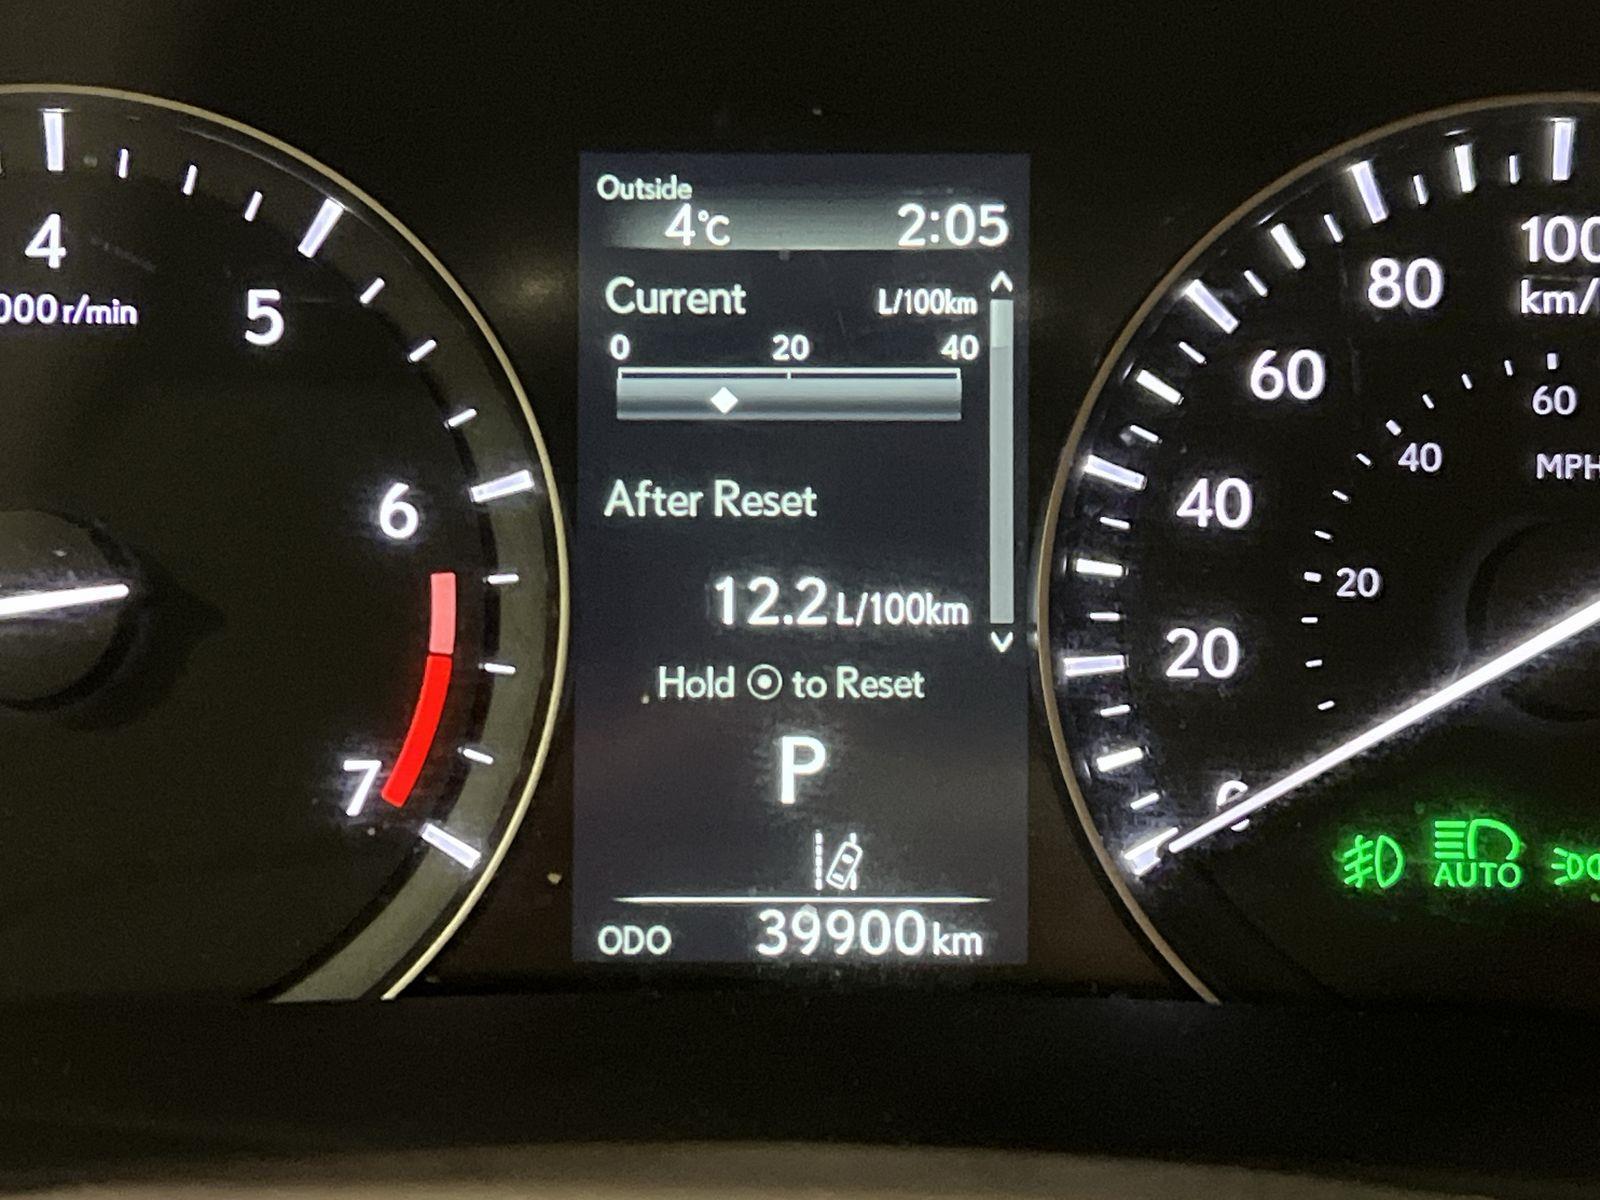 Outside
4°C 2:05
Current L/100km
0 20 40
After Reset
12.2 L/100km
Hold to Reset
P
ODO 39900 km
4
000 r/min
5
6
7
100
km/
80
60
40
20
0
60
40
20
MPH
AUTO